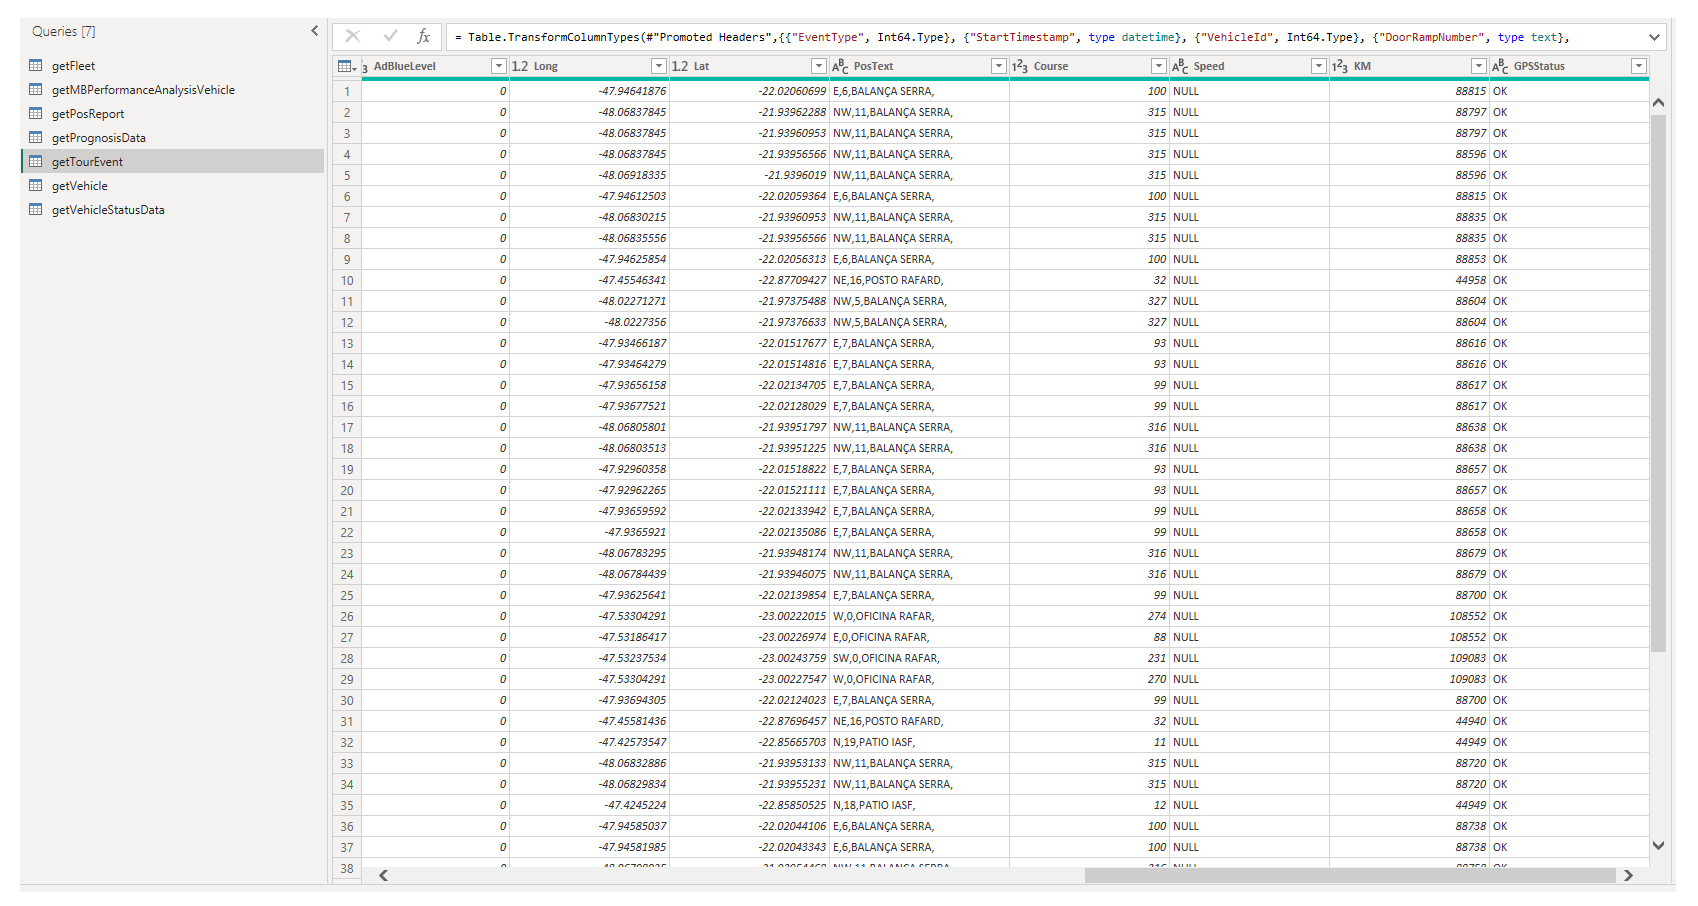 Queries [7]
getFleet
getMBPerformanceAnalysisVehicle
getPosReport
getPrognosisData
getTourEvent
getVehicle
getVehicleStatusData
fx = Table.TransformColumnTypes(#"Promoted Headers",{{"EventType", Int64.Type}, {"StartTimestamp", type datetime}, {"VehicleId", Int64.Type}, {"DoorRampNumber", type text},
3 AdBlueLevel 1.2 Long 1.2 Lat ABC PosText 123 Course ABC Speed 123 KM ABC GPSStatus
1 0 -47.94641876 -22.02060699 E,6,BALANÇA SERRA, 100 NULL 88815 OK
2 0 -48.06837845 -21.93962288 NW,11,BALANÇA SERRA, 315 NULL 88797 OK
3 0 -48.06837845 -21.93960953 NW,11,BALANÇA SERRA, 315 NULL 88797 OK
4 0 -48.06837845 -21.93956566 NW,11,BALANÇA SERRA, 315 NULL 88596 OK
5 0 -48.06918335 -21.9396019 NW,11,BALANÇA SERRA, 315 NULL 88596 OK
6 0 -47.94612503 -22.02059364 E,6,BALANÇA SERRA, 100 NULL 88815 OK
7 0 -48.06830215 -21.93960953 NW,11,BALANÇA SERRA, 315 NULL 88835 OK
8 0 -48.06835556 -21.93956566 NW,11,BALANÇA SERRA, 315 NULL 88835 OK
9 0 -47.94625854 -22.02056313 E,6,BALANÇA SERRA, 100 NULL 88853 OK
10 0 -47.45546341 -22.87709427 NE,16,POSTO RAFARD, 32 NULL 44958 OK
11 0 -48.02271271 -21.97375488 NW,5,BALANÇA SERRA, 327 NULL 88604 OK
12 0 -48.0227356 -21.97376633 NW,5,BALANÇA SERRA, 327 NULL 88604 OK
13 0 -47.93466187 -22.01517677 E,7,BALANÇA SERRA, 93 NULL 88616 OK
14 0 -47.93464279 -22.01514816 E,7,BALANÇA SERRA, 93 NULL 88616 OK
15 0 -47.93656158 -22.02134705 E,7,BALANÇA SERRA, 99 NULL 88617 OK
16 0 -47.93677521 -22.02128029 E,7,BALANÇA SERRA, 99 NULL 88617 OK
17 0 -48.06805801 -21.93951797 NW,11,BALANÇA SERRA, 316 NULL 88638 OK
18 0 -48.06803513 -21.93951225 NW,11,BALANÇA SERRA, 316 NULL 88638 OK
19 0 -47.92960358 -22.01518822 E,7,BALANÇA SERRA, 93 NULL 88657 OK
20 0 -47.92962265 -22.01521111 E,7,BALANÇA SERRA, 93 NULL 88657 OK
21 0 -47.93659592 -22.02133942 E,7,BALANÇA SERRA, 99 NULL 88658 OK
22 0 -47.9365921 -22.02135086 E,7,BALANÇA SERRA, 99 NULL 88658 OK
23 0 -48.06783295 -21.93948174 NW,11,BALANÇA SERRA, 316 NULL 88679 OK
24 0 -48.06784439 -21.93946075 NW,11,BALANÇA SERRA, 316 NULL 88679 OK
25 0 -47.93625641 -22.02139854 E,7,BALANÇA SERRA, 99 NULL 88700 OK
26 0 -47.53304291 -23.00222015 W,0,OFICINA RAFAR, 274 NULL 108552 OK
27 0 -47.53186417 -23.00226974 E,0,OFICINA RAFAR, 88 NULL 108552 OK
28 0 -47.53237534 -23.00243759 SW,0,OFICINA RAFAR, 231 NULL 109083 OK
29 0 -47.53304291 -23.00227547 W,0,OFICINA RAFAR, 270 NULL 109083 OK
30 0 -47.93694305 -22.02124023 E,7,BALANÇA SERRA, 99 NULL 88700 OK
31 0 -47.45581436 -22.87696457 NE,16,POSTO RAFARD, 32 NULL 44940 OK
32 0 -47.42573547 -22.85665703 N,19,PATIO IASF, 11 NULL 44949 OK
33 0 -48.06832886 -21.93953133 NW,11,BALANÇA SERRA, 315 NULL 88720 OK
34 0 -48.06829834 -21.93955231 NW,11,BALANÇA SERRA, 315 NULL 88720 OK
35 0 -47.4245224 -22.85850525 N,18,PATIO IASF, 12 NULL 44949 OK
36 0 -47.94585037 -22.02044106 E,6,BALANÇA SERRA, 100 NULL 88738 OK
37 0 -47.94581985 -22.02043343 E,6,BALANÇA SERRA, 100 NULL 88738 OK
38